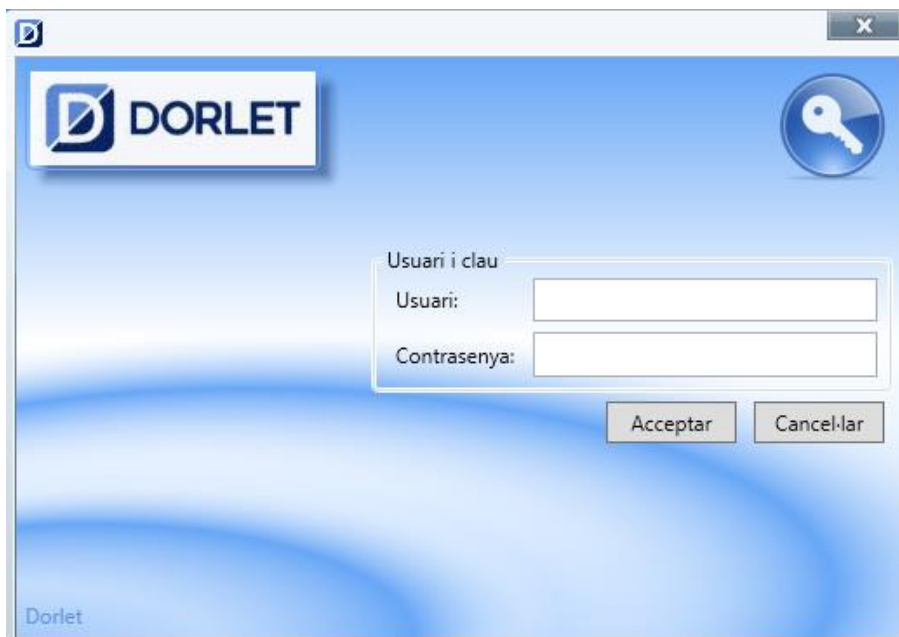 DORLET
Usuari i clau
Usuari:
Contrasenya:
Acceptar
Cancel·lar
Dorlet